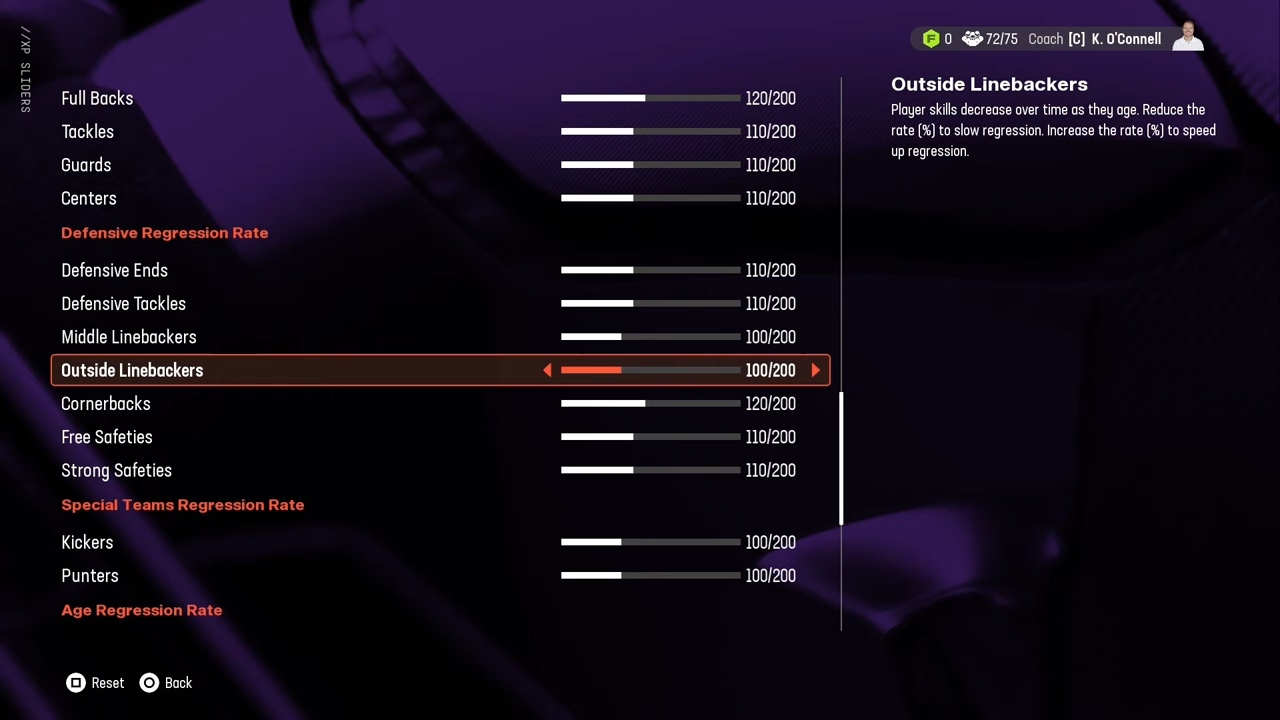 //XP SLIDERS
0 72/75 Coach [C] K. O'Connell
Full Backs 120/200
Tackles 110/200
Guards 110/200
Centers 110/200
Defensive Regression Rate
Defensive Ends 110/200
Defensive Tackles 110/200
Middle Linebackers 100/200
Outside Linebackers 100/200
Cornerbacks 120/200
Free Safeties 110/200
Strong Safeties 110/200
Special Teams Regression Rate
Kickers 100/200
Punters 100/200
Age Regression Rate
Outside Linebackers
Player skills decrease over time as they age. Reduce the
rate (%) to slow regression. Increase the rate (%) to speed
up regression.
Reset Back